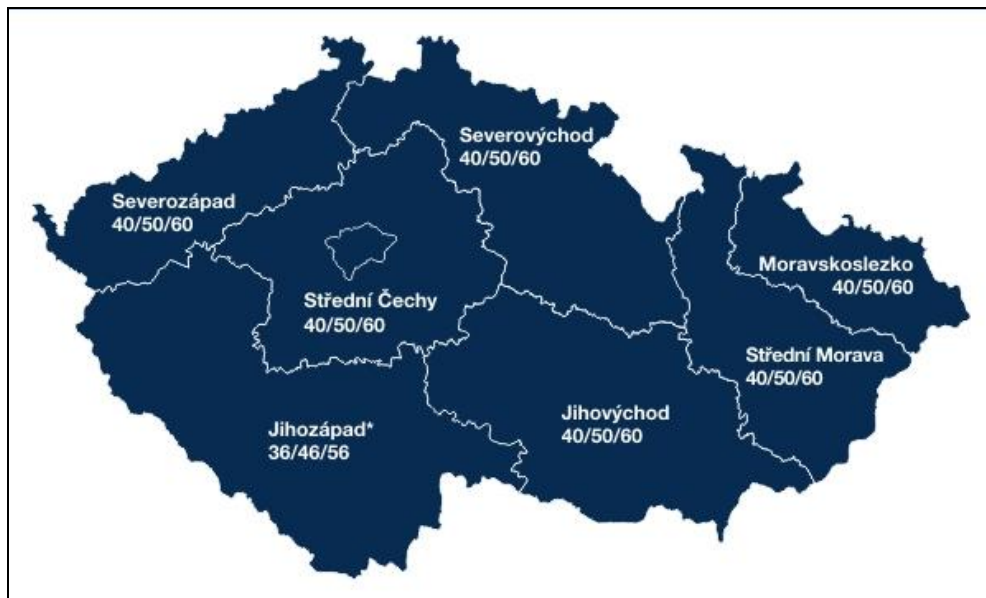 Severovýchod
40/50/60
Severozápad
40/50/60
Moravskoslezko
40/50/60
Střední Čechy
40/50/60
Střední Morava
40/50/60
Jihozápad*
36/46/56
Jihovýchod
40/50/60